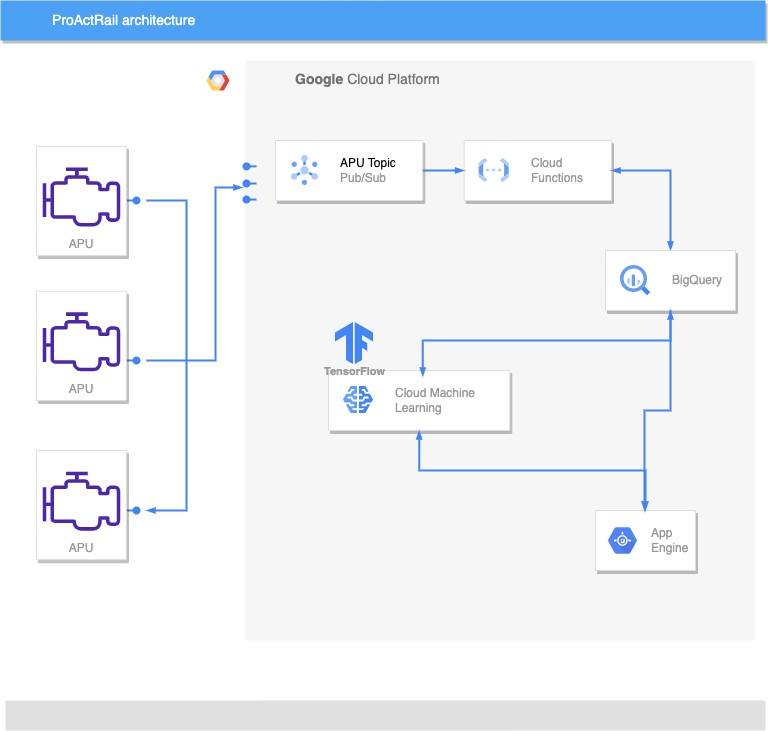 ProActRail architecture
Google Cloud Platform
APU Topic
Pub/Sub
Cloud
Functions
APU
BigQuery
APU
TensorFlow
Cloud Machine
Learning
App
Engine
APU